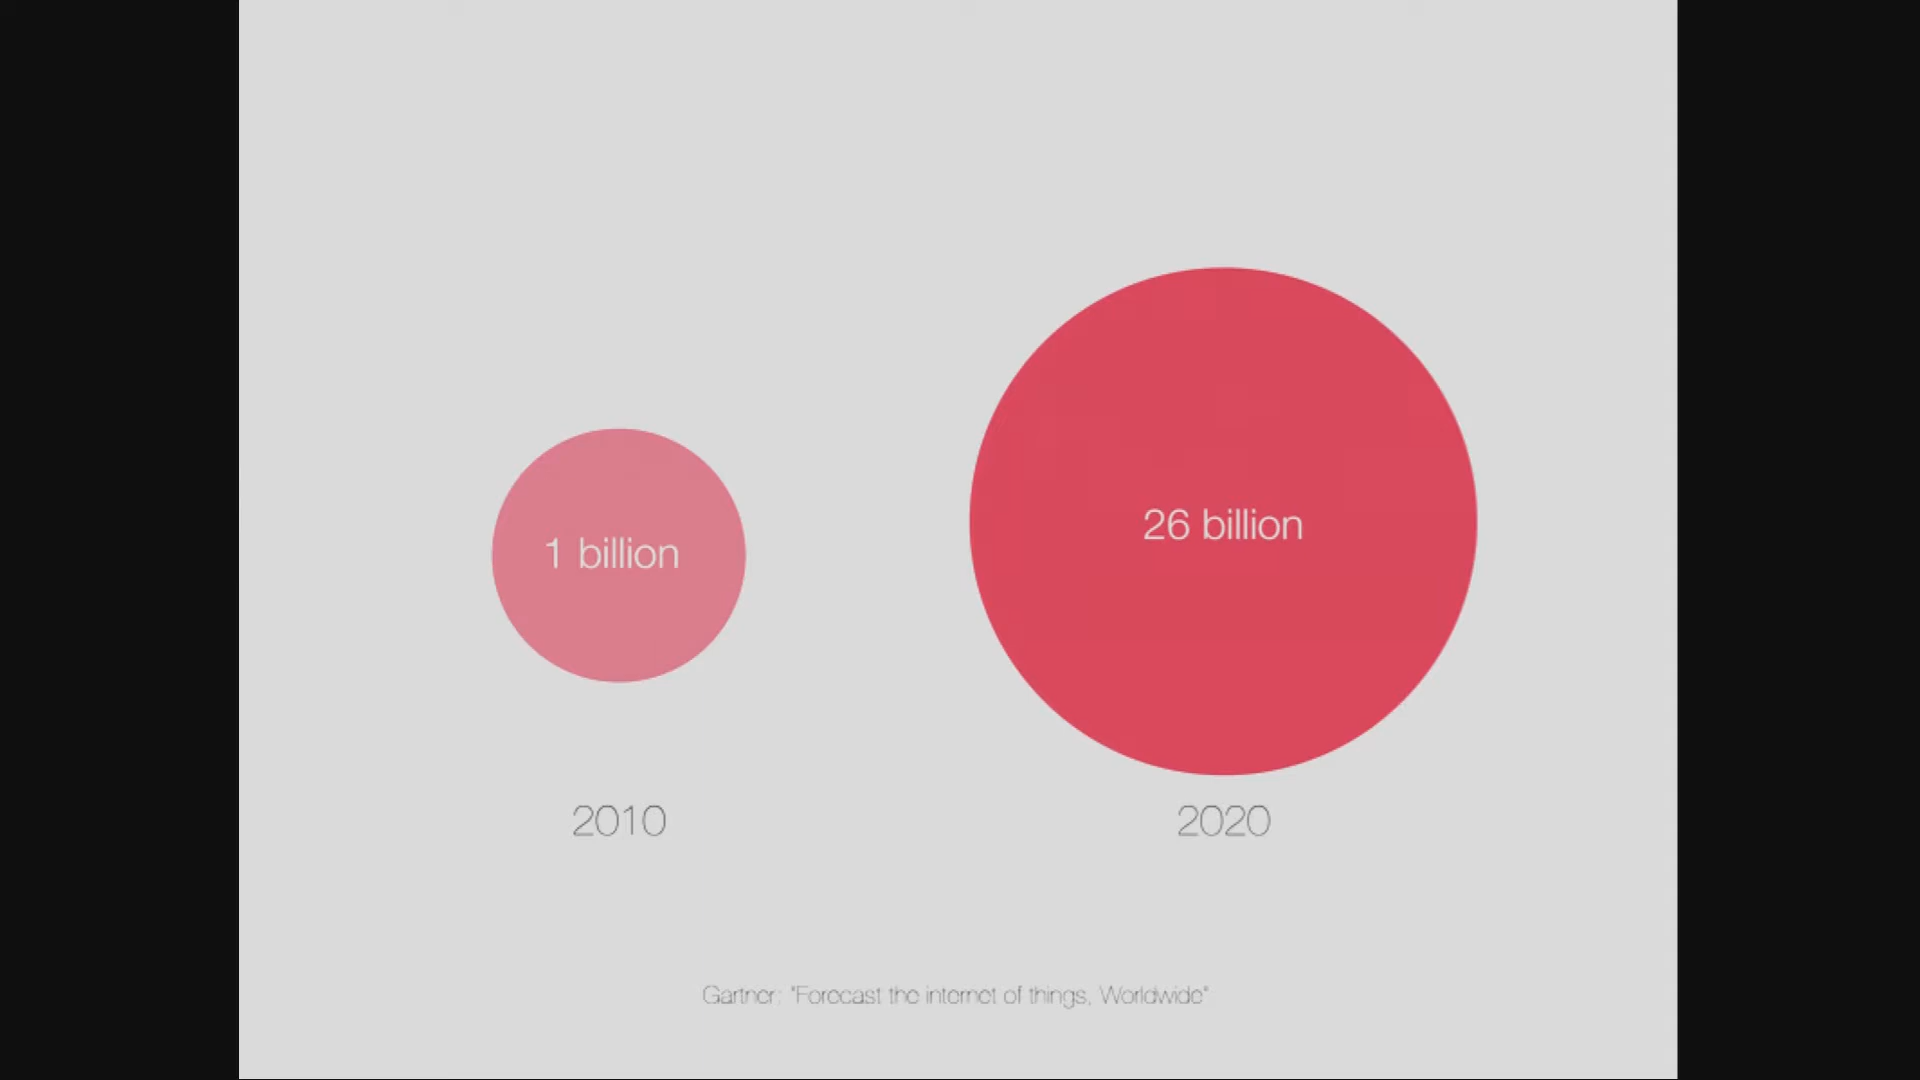 1 billion
26 billion
2010
2020
Gartner: "Forecast the internet of things, Worldwide"